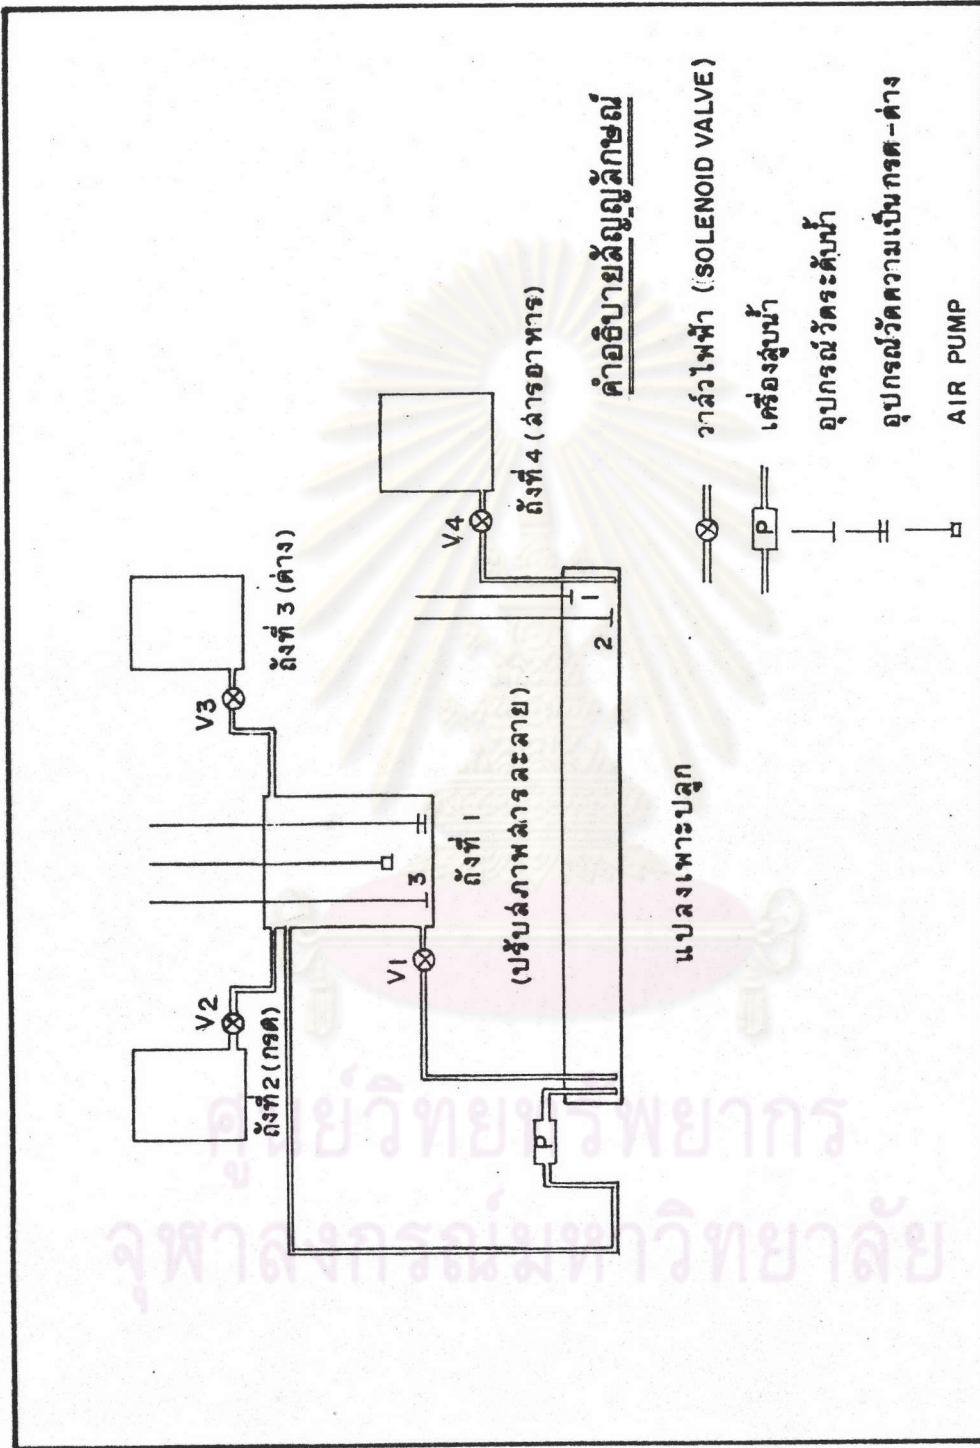 V2
ถังที่ 2 (กรด)
V3
ถังที่ 3 (ด่าง)
3
V1
ถังที่ 1
(ปรับสภาพสารละลาย)
V4
ถังที่ 4 (สารอาหาร)
P
1
2
แปลงเพาะปลูก
คำอธิบายสัญญลักษณ์
วาล์วไฟฟ้า (SOLENOID VALVE)
P
เครื่องสูบน้ำ
อุปกรณ์วัดระดับน้ำ
อุปกรณ์วัดความเป็นกรด-ด่าง
AIR PUMP
ศูนย์วิทยทรัพยากร
จุฬาลงกรณ์มหาวิทยาลัย